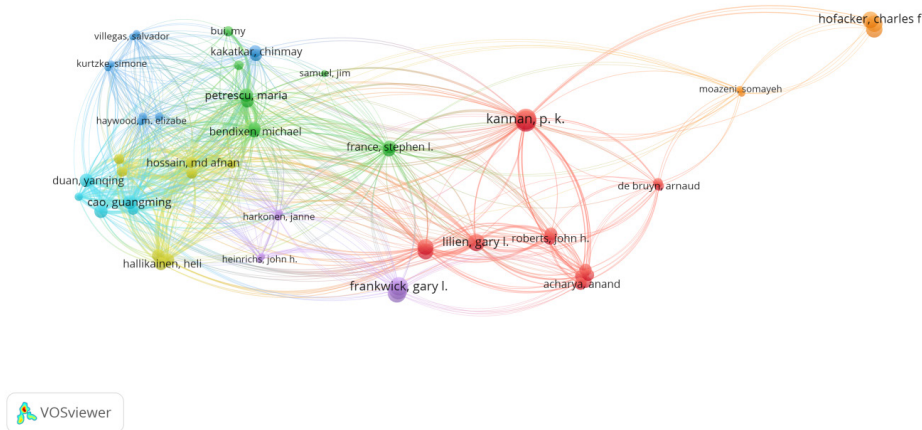 hofacker, charles f
bui, my
villegas, salvador
kakatkar, chinmay
kurtzke, simone
samuel, jim
moazeni, somayeh
petrescu, maria
haywood, m. elizabe
kannan, p. k.
bendixen, michael
france, stephen l.
hossain, md afnan
duan, yanqing
de bruyn, arnaud
cao, guangming
harkonen, janne
lilien, gary l.
roberts, john h.
heinrichs, john h.
hallikainen, heli
frankwick, gary l.
acharya, anand
VOSviewer